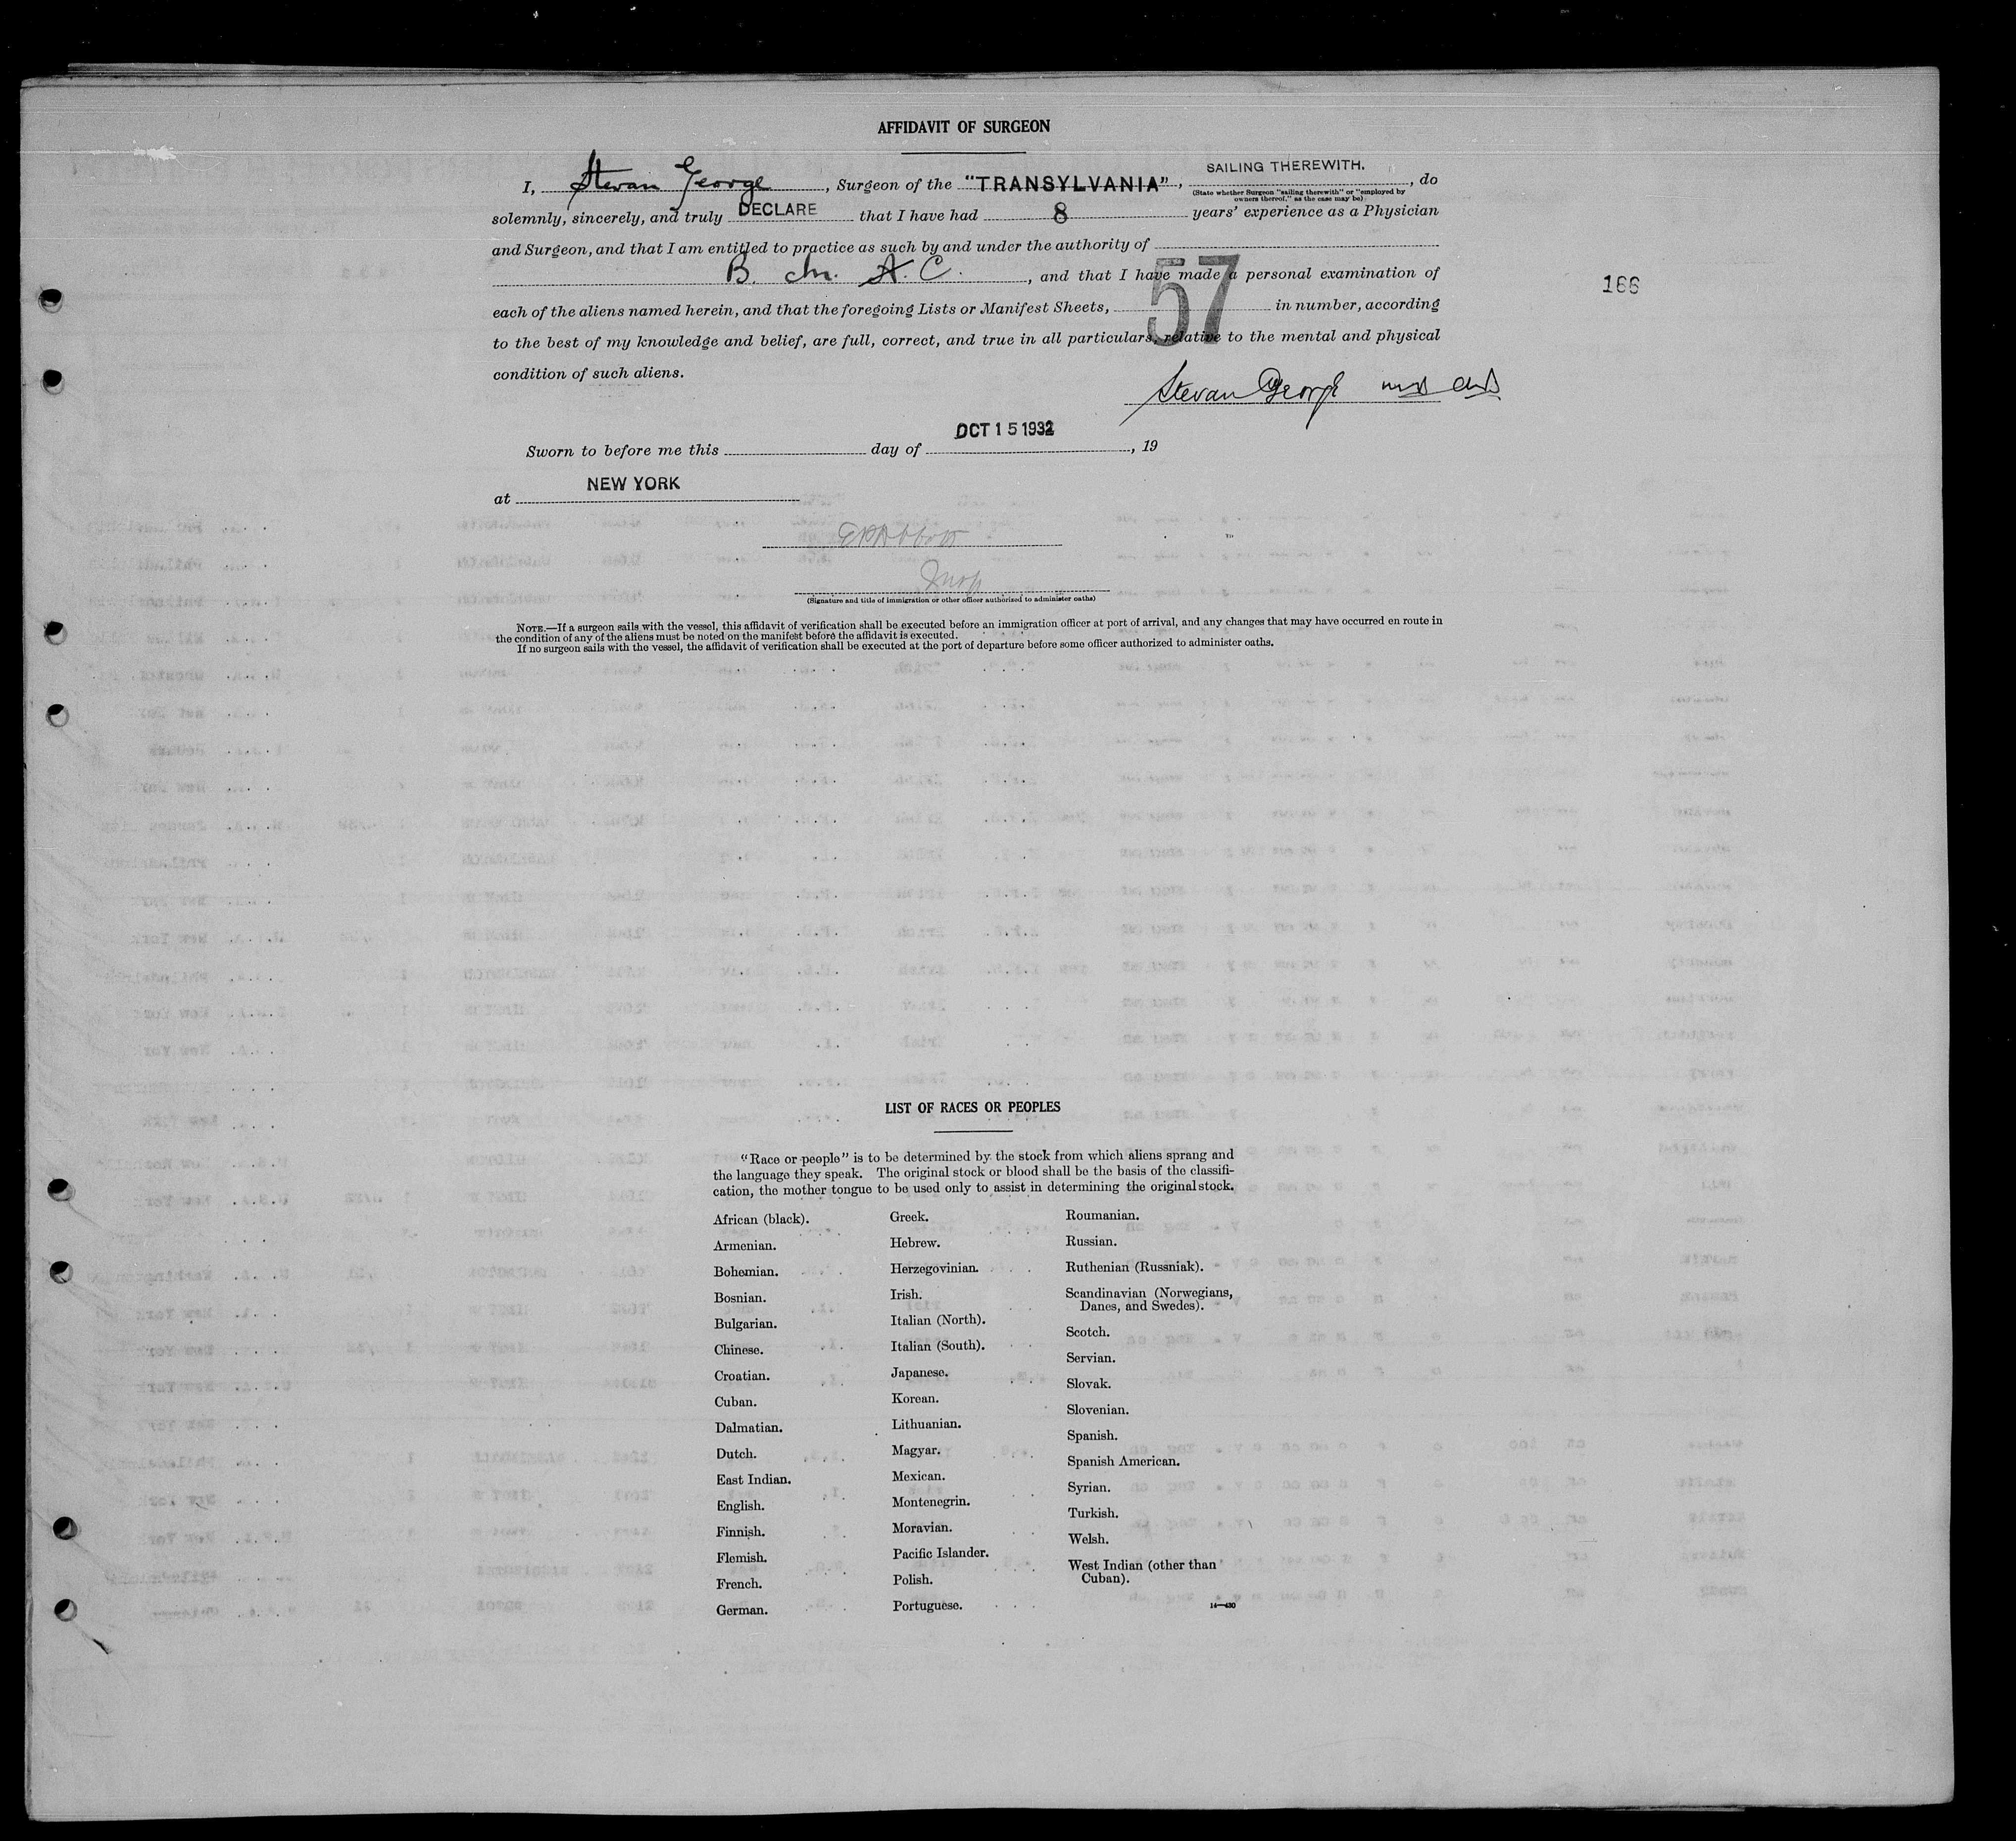 AFFIDAVIT OF SURGEON
SAILING THEREWITH.
I, Stevan George, Surgeon of the "TRANSYLVANIA", , do
(State whether Surgeon "sailing therewith" or "employed by
owners thereof," as the case may be)
solemnly, sincerely, and truly DECLARE that I have had 8 years' experience as a Physician
and Surgeon, and that I am entitled to practice as such by and under the authority of
B. Ch. A. C. , and that I have made a personal examination of
166
each of the aliens named herein, and that the foregoing Lists or Manifest Sheets, 57 in number, according
to the best of my knowledge and belief, are full, correct, and true in all particulars, relative to the mental and physical
condition of such aliens.
Stevan George
OCT 15 1932
Sworn to before me this day of , 19
at NEW YORK
(Signature and title of immigration or other officer authorized to administer oaths)
NOTE.—If a surgeon sails with the vessel, this affidavit of verification shall be executed before an immigration officer at port of arrival, and any changes that may have occurred en route in
the condition of any of the aliens must be noted on the manifest before the affidavit is executed.
If no surgeon sails with the vessel, the affidavit of verification shall be executed at the port of departure before some officer authorized to administer oaths.
LIST OF RACES OR PEOPLES
"Race or people" is to be determined by the stock from which aliens sprang and
the language they speak. The original stock or blood shall be the basis of the classifi-
cation, the mother tongue to be used only to assist in determining the original stock.
African (black).
Armenian.
Bohemian.
Bosnian.
Bulgarian.
Chinese.
Croatian.
Cuban.
Dalmatian.
Dutch.
East Indian.
English.
Finnish.
Flemish.
French.
German.
Greek.
Hebrew.
Herzegovinian.
Irish.
Italian (North).
Italian (South).
Japanese.
Korean.
Lithuanian.
Magyar.
Mexican.
Montenegrin.
Moravian.
Pacific Islander.
Polish.
Portuguese.
Roumanian.
Russian.
Ruthenian (Russniak).
Scandinavian (Norwegians,
Danes, and Swedes).
Scotch.
Servian.
Slovak.
Slovenian.
Spanish.
Spanish American.
Syrian.
Turkish.
Welsh.
West Indian (other than
Cuban).
14—430